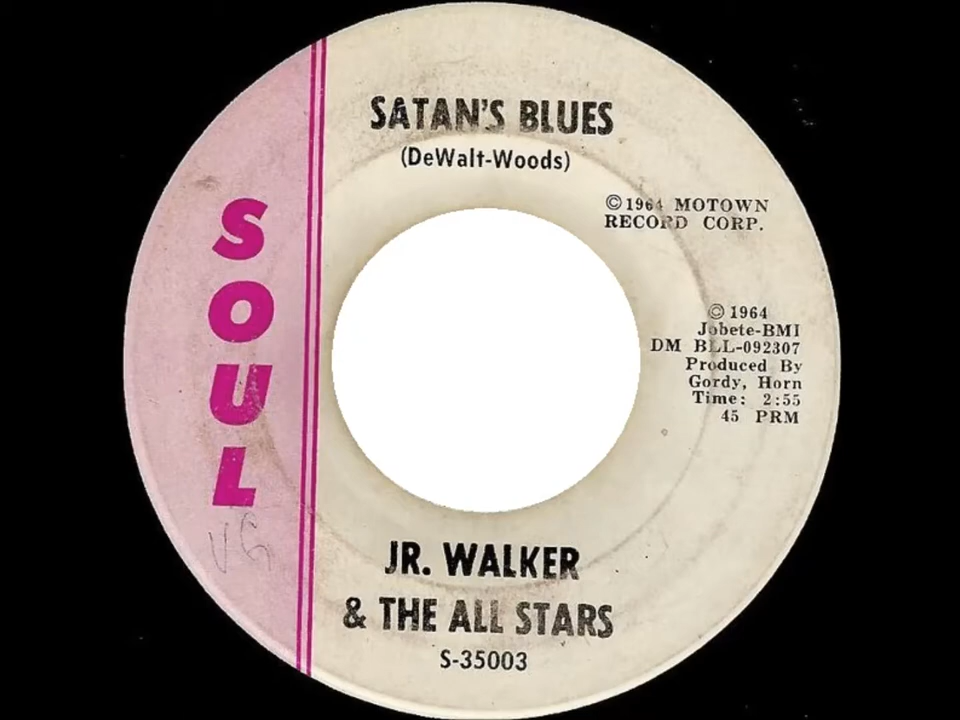 SATAN'S BLUES
(DeWalt-Woods)
©1964 MOTOWN
RECORD CORP.
SOUL
© 1964
Jobete-BMI
DM BLL-092307
Produced By
Gordy, Horn
Time: 2:55
45 PRM
VG
JR. WALKER
& THE ALL STARS
S-35003